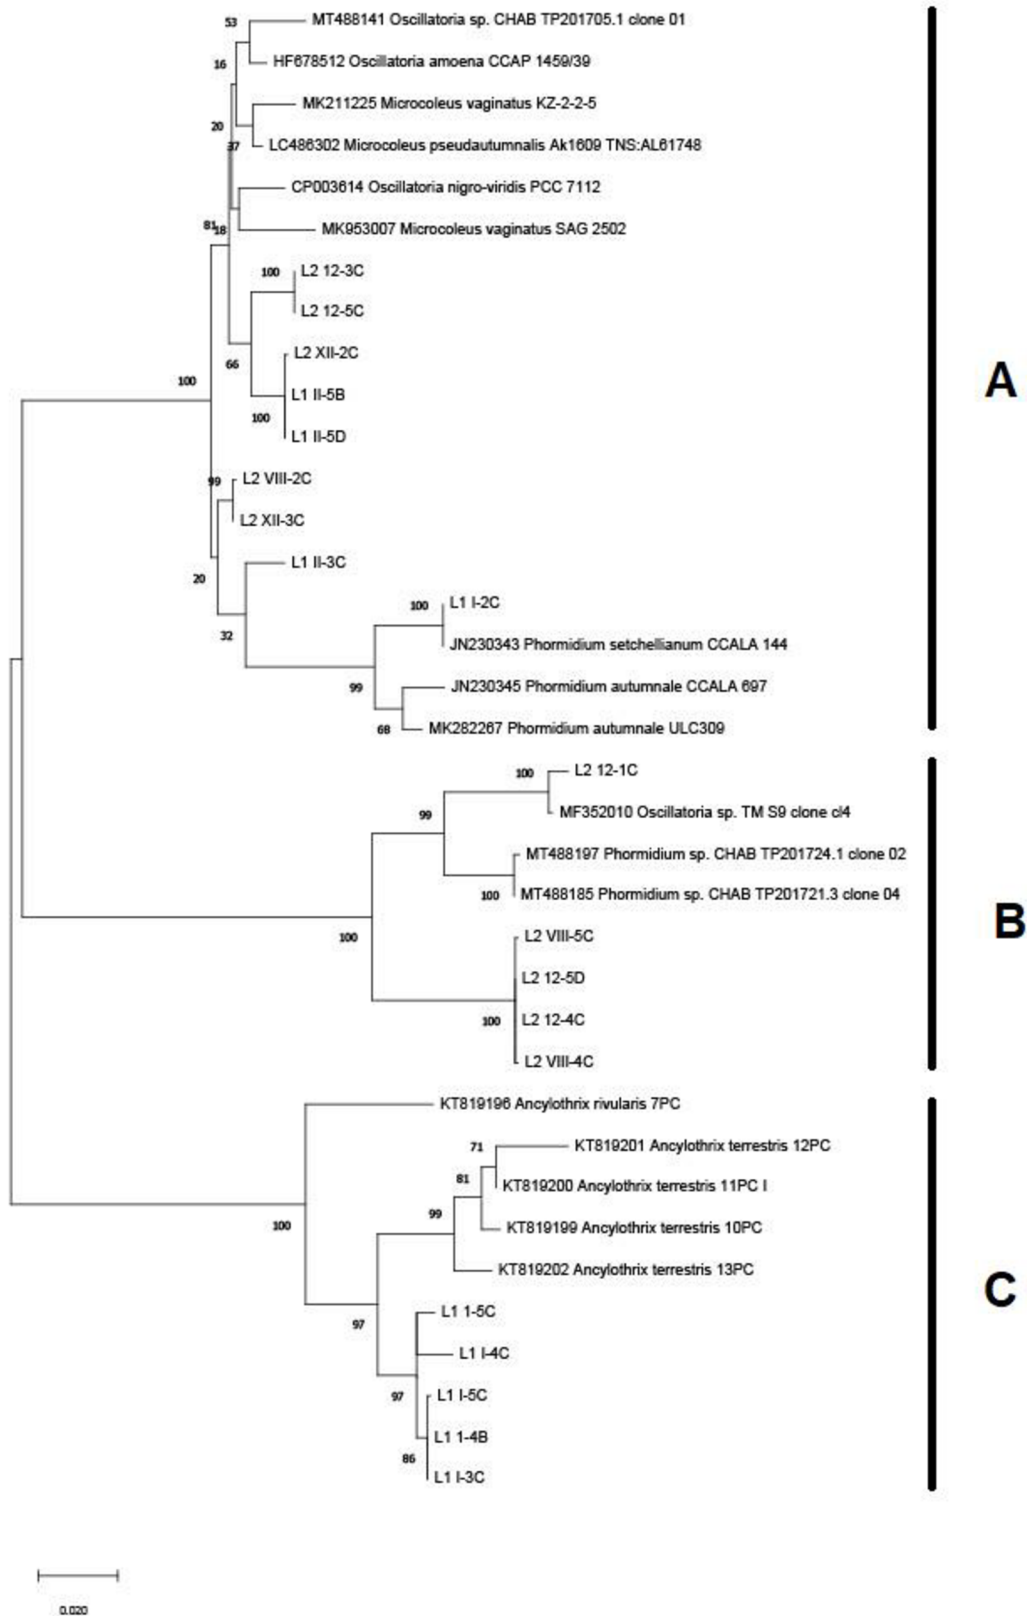 53
MT488141 Oscillatoria sp. CHAB TP201705.1 clone 01
16
HF678512 Oscillatoria amoena CCAP 1459/39
MK211225 Microcoleus vaginatus KZ-2-2-5
20
37
LC486302 Microcoleus pseudautumnalis Ak1609 TNS:AL61748
CP003614 Oscillatoria nigro-viridis PCC 7112
81
18
MK953007 Microcoleus vaginatus SAG 2502
100
L2 12-3C
L2 12-5C
L2 XII-2C
66
100
L1 II-5B
A
100
L1 II-5D
99
L2 VIII-2C
L2 XII-3C
L1 II-3C
20
100
L1 I-2C
32
JN230343 Phormidium setchellianum CCALA 144
99
JN230345 Phormidium autumnale CCALA 697
68
MK282267 Phormidium autumnale ULC309
100
L2 12-1C
99
MF352010 Oscillatoria sp. TM S9 clone cl4
MT488197 Phormidium sp. CHAB TP201724.1 clone 02
100
MT488185 Phormidium sp. CHAB TP201721.3 clone 04
B
100
L2 VIII-5C
L2 12-5D
100
L2 12-4C
L2 VIII-4C
KT819196 Ancylothrix rivularis 7PC
71
KT819201 Ancylothrix terrestris 12PC
81
KT819200 Ancylothrix terrestris 11PC I
99
100
KT819199 Ancylothrix terrestris 10PC
KT819202 Ancylothrix terrestris 13PC
C
L1 1-5C
97
L1 I-4C
97
L1 I-5C
L1 1-4B
86
L1 I-3C
0.020